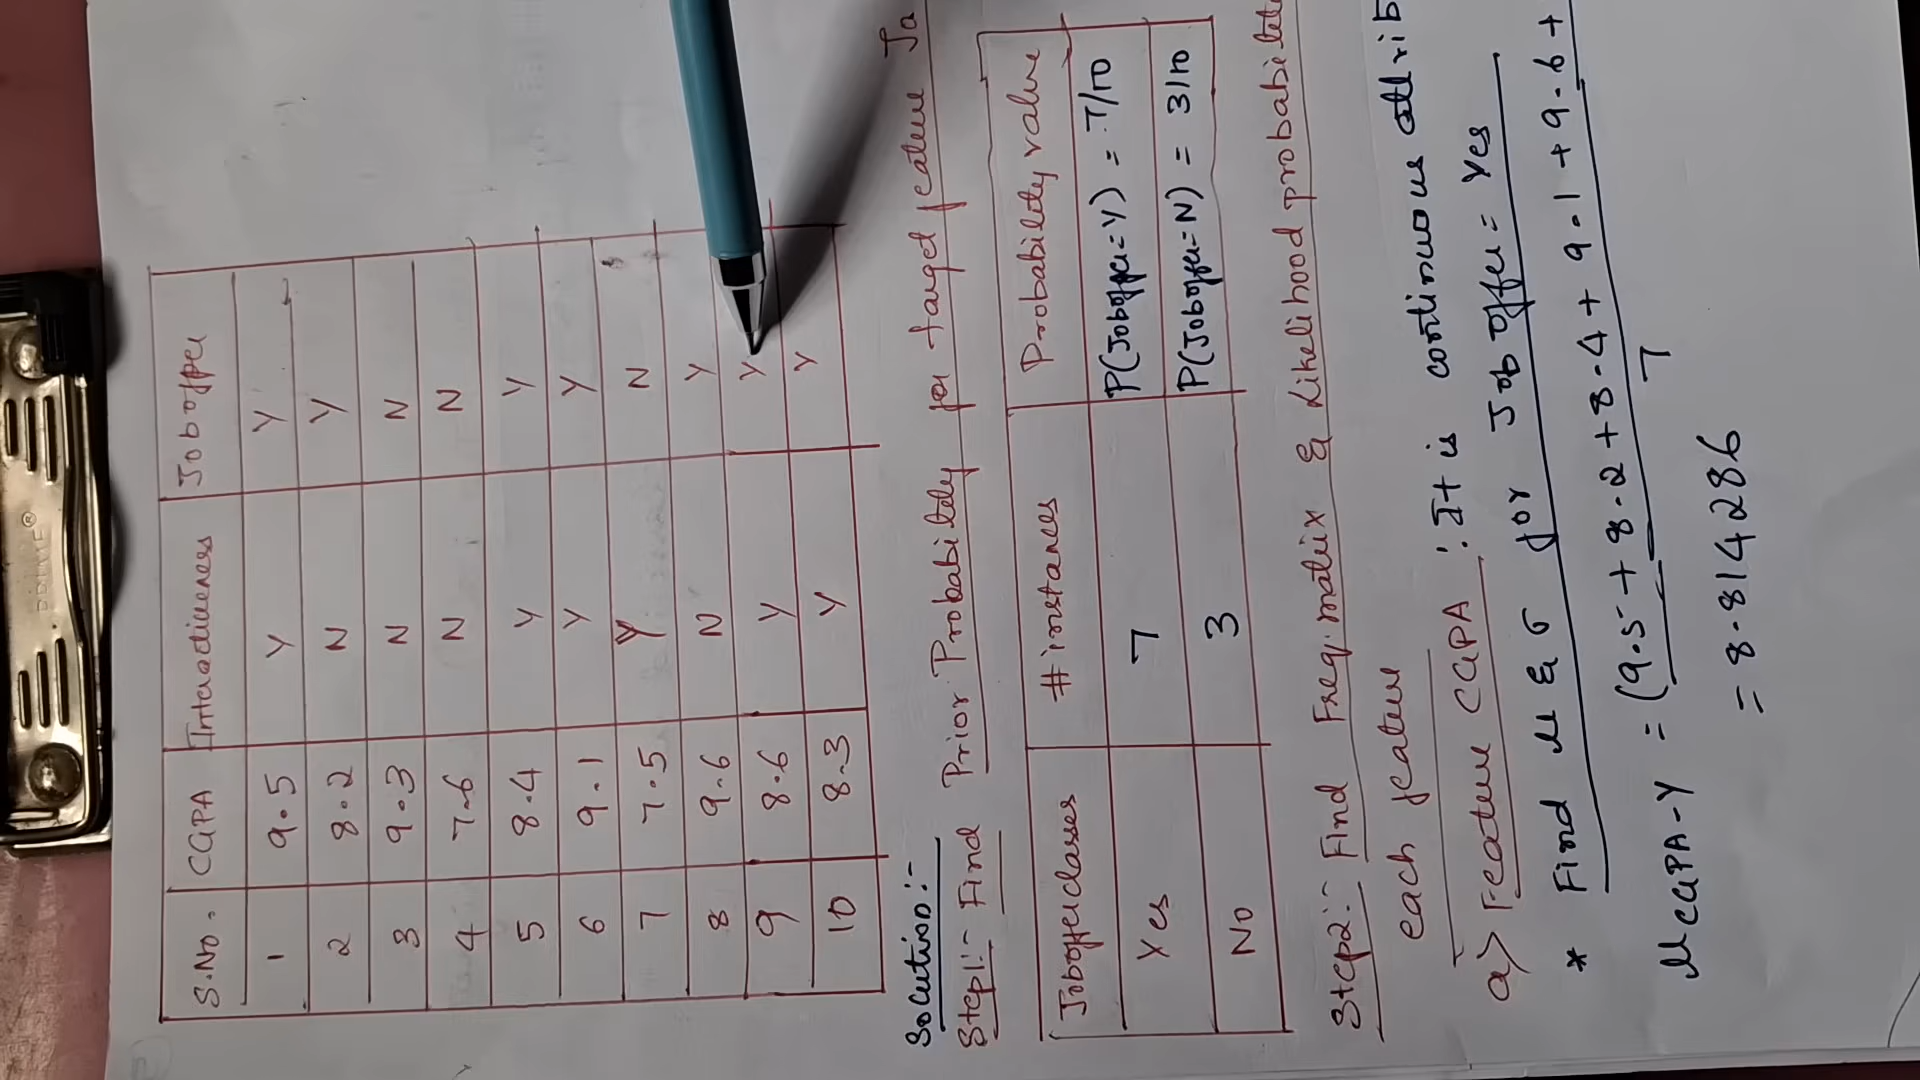 S.No. CGPA Interactiveness Joboffer
1 9.5 Y Y
2 8.2 N Y
3 9.3 N N
4 7.6 N N
5 8.4 Y Y
6 9.1 Y Y
7 7.5 Y N
8 9.6 N Y
9 8.6 Y Y
10 8.3 Y Y
Solution:-
Step1:- Find Prior Probability for target feature Jo
Joboffer classes #instances Probability value
Yes 7 P(Joboffer=Y) = 7/10
No 3 P(Joboffer=N) = 3/10
Step2:- Find Freq. matrix & Likelihood probabilit
each feature
a) Feature CGPA : It is continuous attrib
* Find μ & σ for Job offer = Yes
μ CGPA-Y = (9.5 + 8.2 + 8.4 + 9.1 + 9.6 +
7
= 8.814286